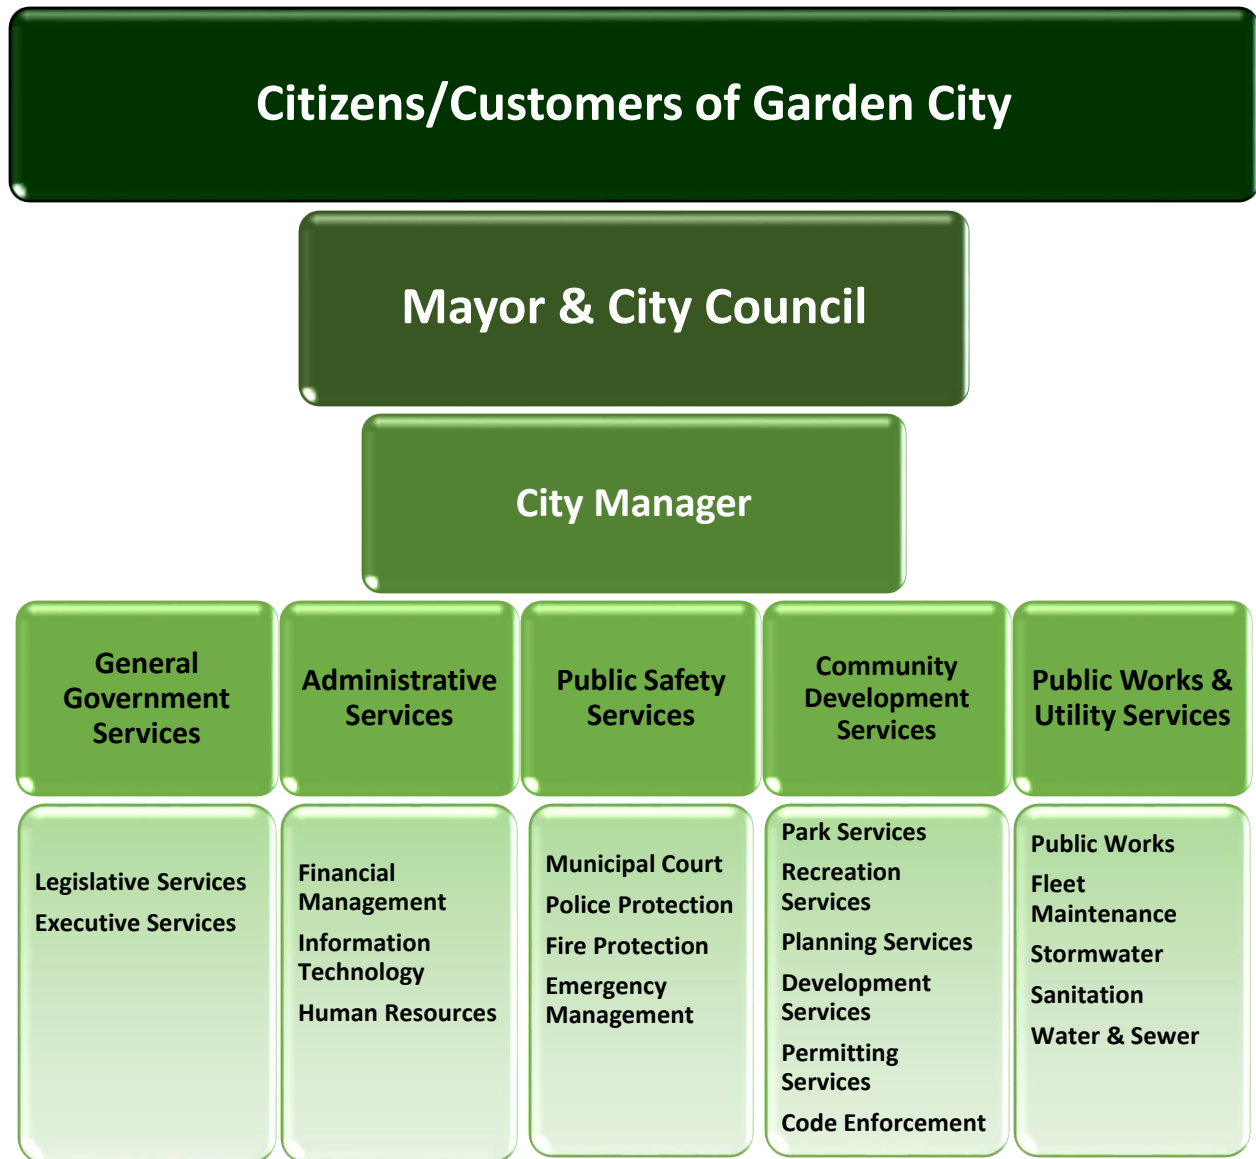 Citizens/Customers of Garden City
Mayor & City Council
City Manager
General
Government
Services
Administrative
Services
Public Safety
Services
Community
Development
Services
Public Works &
Utility Services
Legislative Services
Executive Services
Financial
Management
Information
Technology
Human Resources
Municipal Court
Police Protection
Fire Protection
Emergency
Management
Park Services
Recreation
Services
Planning Services
Development
Services
Permitting
Services
Code Enforcement
Public Works
Fleet
Maintenance
Stormwater
Sanitation
Water & Sewer